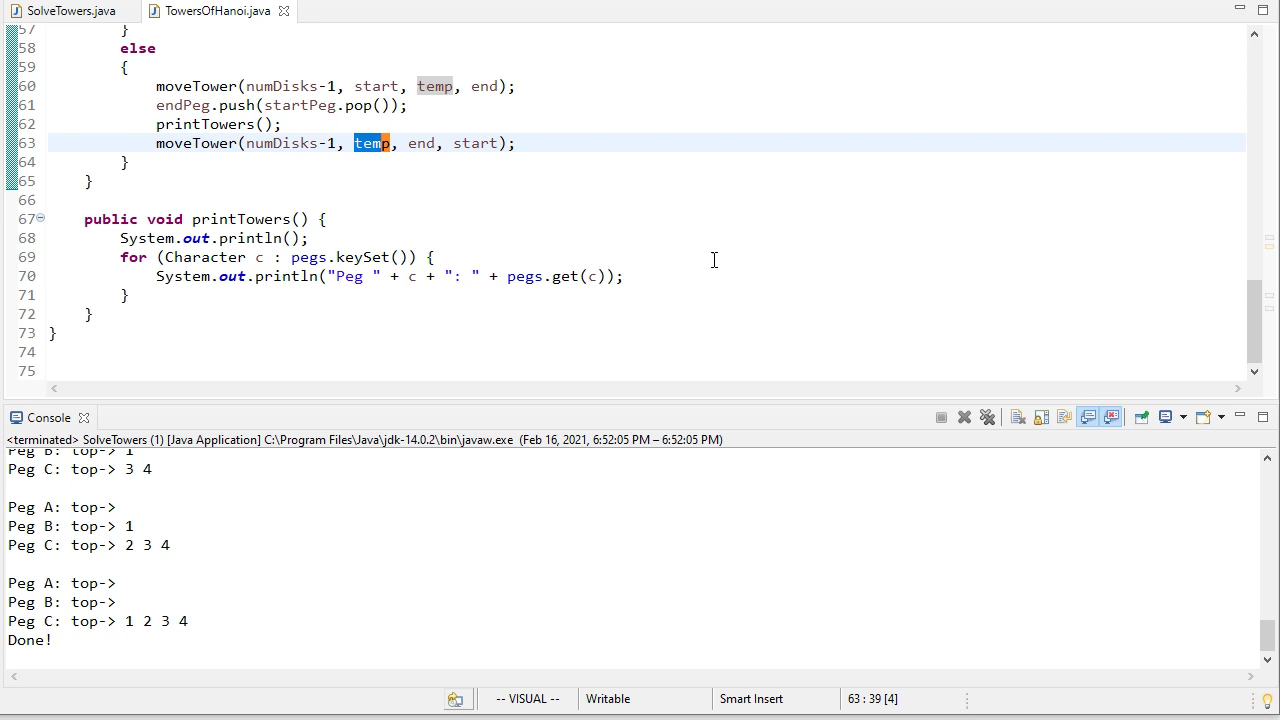 SolveTowers.java TowersOfHanoi.java
57 }
58 else
59 {
60 moveTower(numDisks-1, start, temp, end);
61 endPeg.push(startPeg.pop());
62 printTowers();
63 moveTower(numDisks-1, temp, end, start);
64 }
65 }
66
67 public void printTowers() {
68 System.out.println();
69 for (Character c : pegs.keySet()) {
70 System.out.println("Peg " + c + ": " + pegs.get(c));
71 }
72 }
73 }
74
75
Console
<terminated> SolveTowers (1) [Java Application] C:\Program Files\Java\jdk-14.0.2\bin\javaw.exe (Feb 16, 2021, 6:52:05 PM – 6:52:05 PM)
Peg B: top-> 1
Peg C: top-> 3 4
Peg A: top->
Peg B: top-> 1
Peg C: top-> 2 3 4
Peg A: top->
Peg B: top->
Peg C: top-> 1 2 3 4
Done!
-- VISUAL -- Writable Smart Insert 63 : 39 [4]